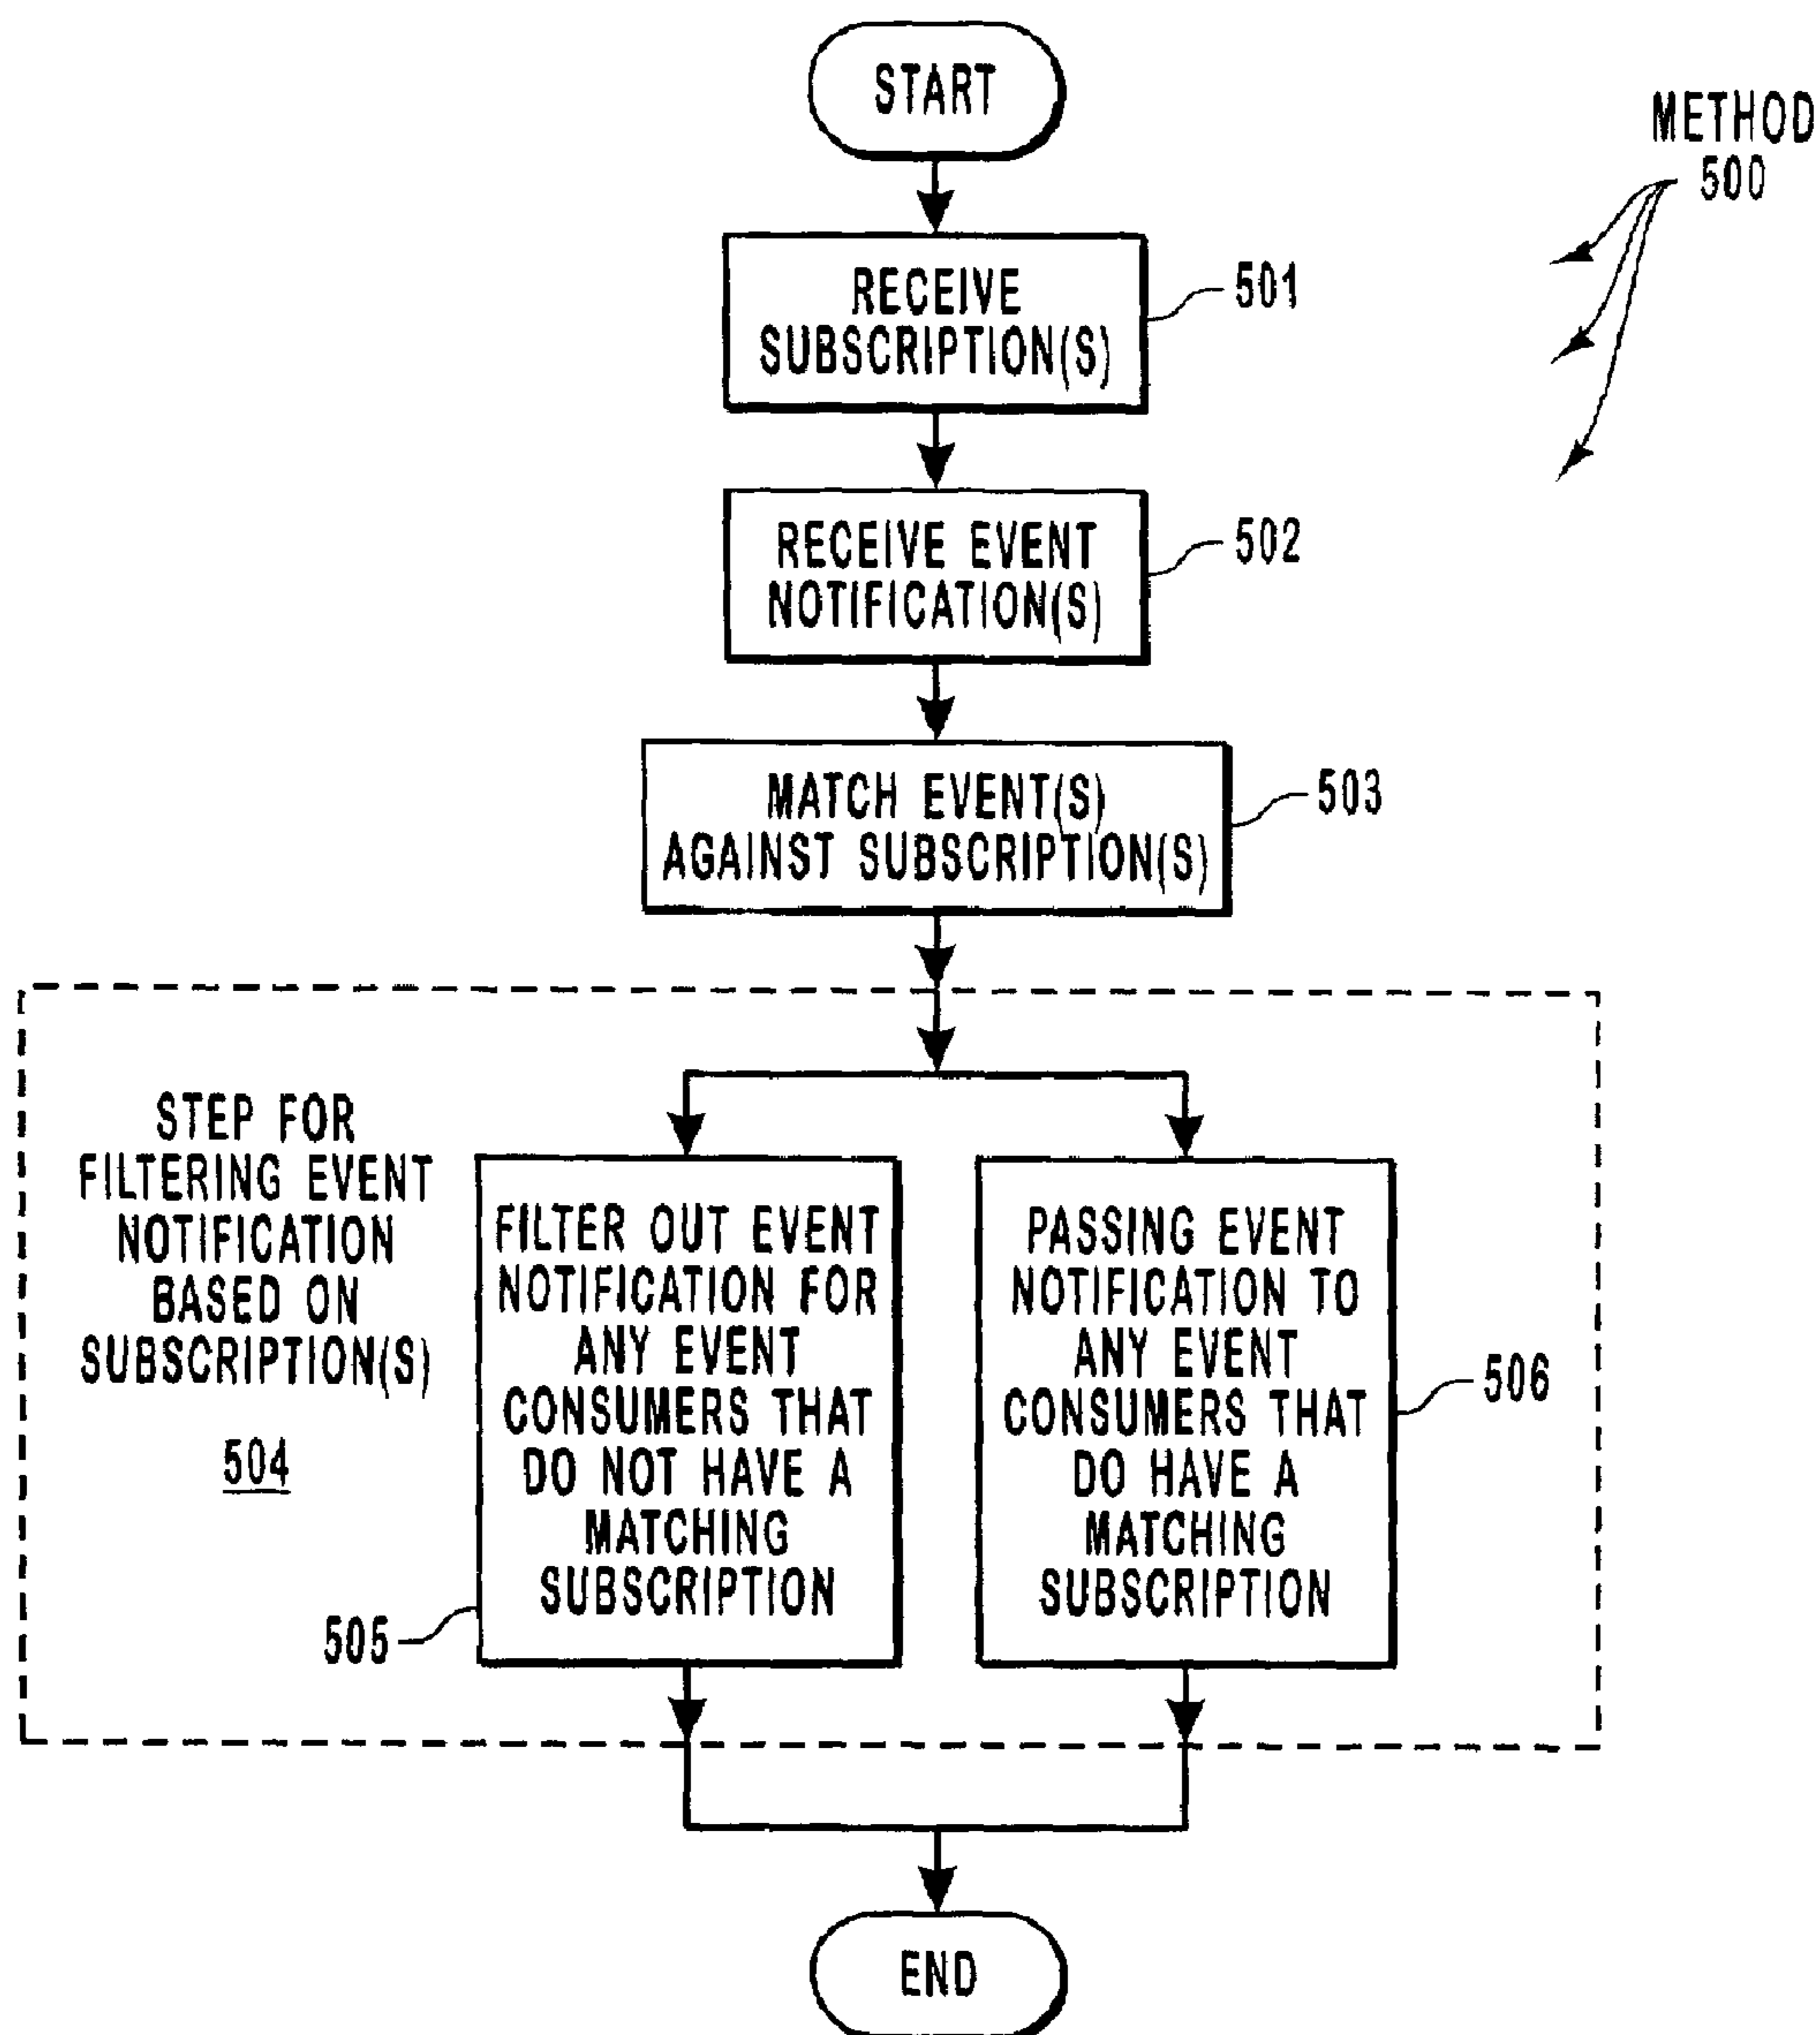 START
METHOD
500
RECEIVE
SUBSCRIPTION(S)
501
RECEIVE EVENT
NOTIFICATION(S)
502
MATCH EVENT(S)
AGAINST SUBSCRIPTION(S)
503
STEP FOR
FILTERING EVENT
NOTIFICATION
BASED ON
SUBSCRIPTION(S)
504
FILTER OUT EVENT
NOTIFICATION FOR
ANY EVENT
CONSUMERS THAT
DO NOT HAVE A
MATCHING
SUBSCRIPTION
505
PASSING EVENT
NOTIFICATION TO
ANY EVENT
CONSUMERS THAT
DO HAVE A
MATCHING
SUBSCRIPTION
506
END